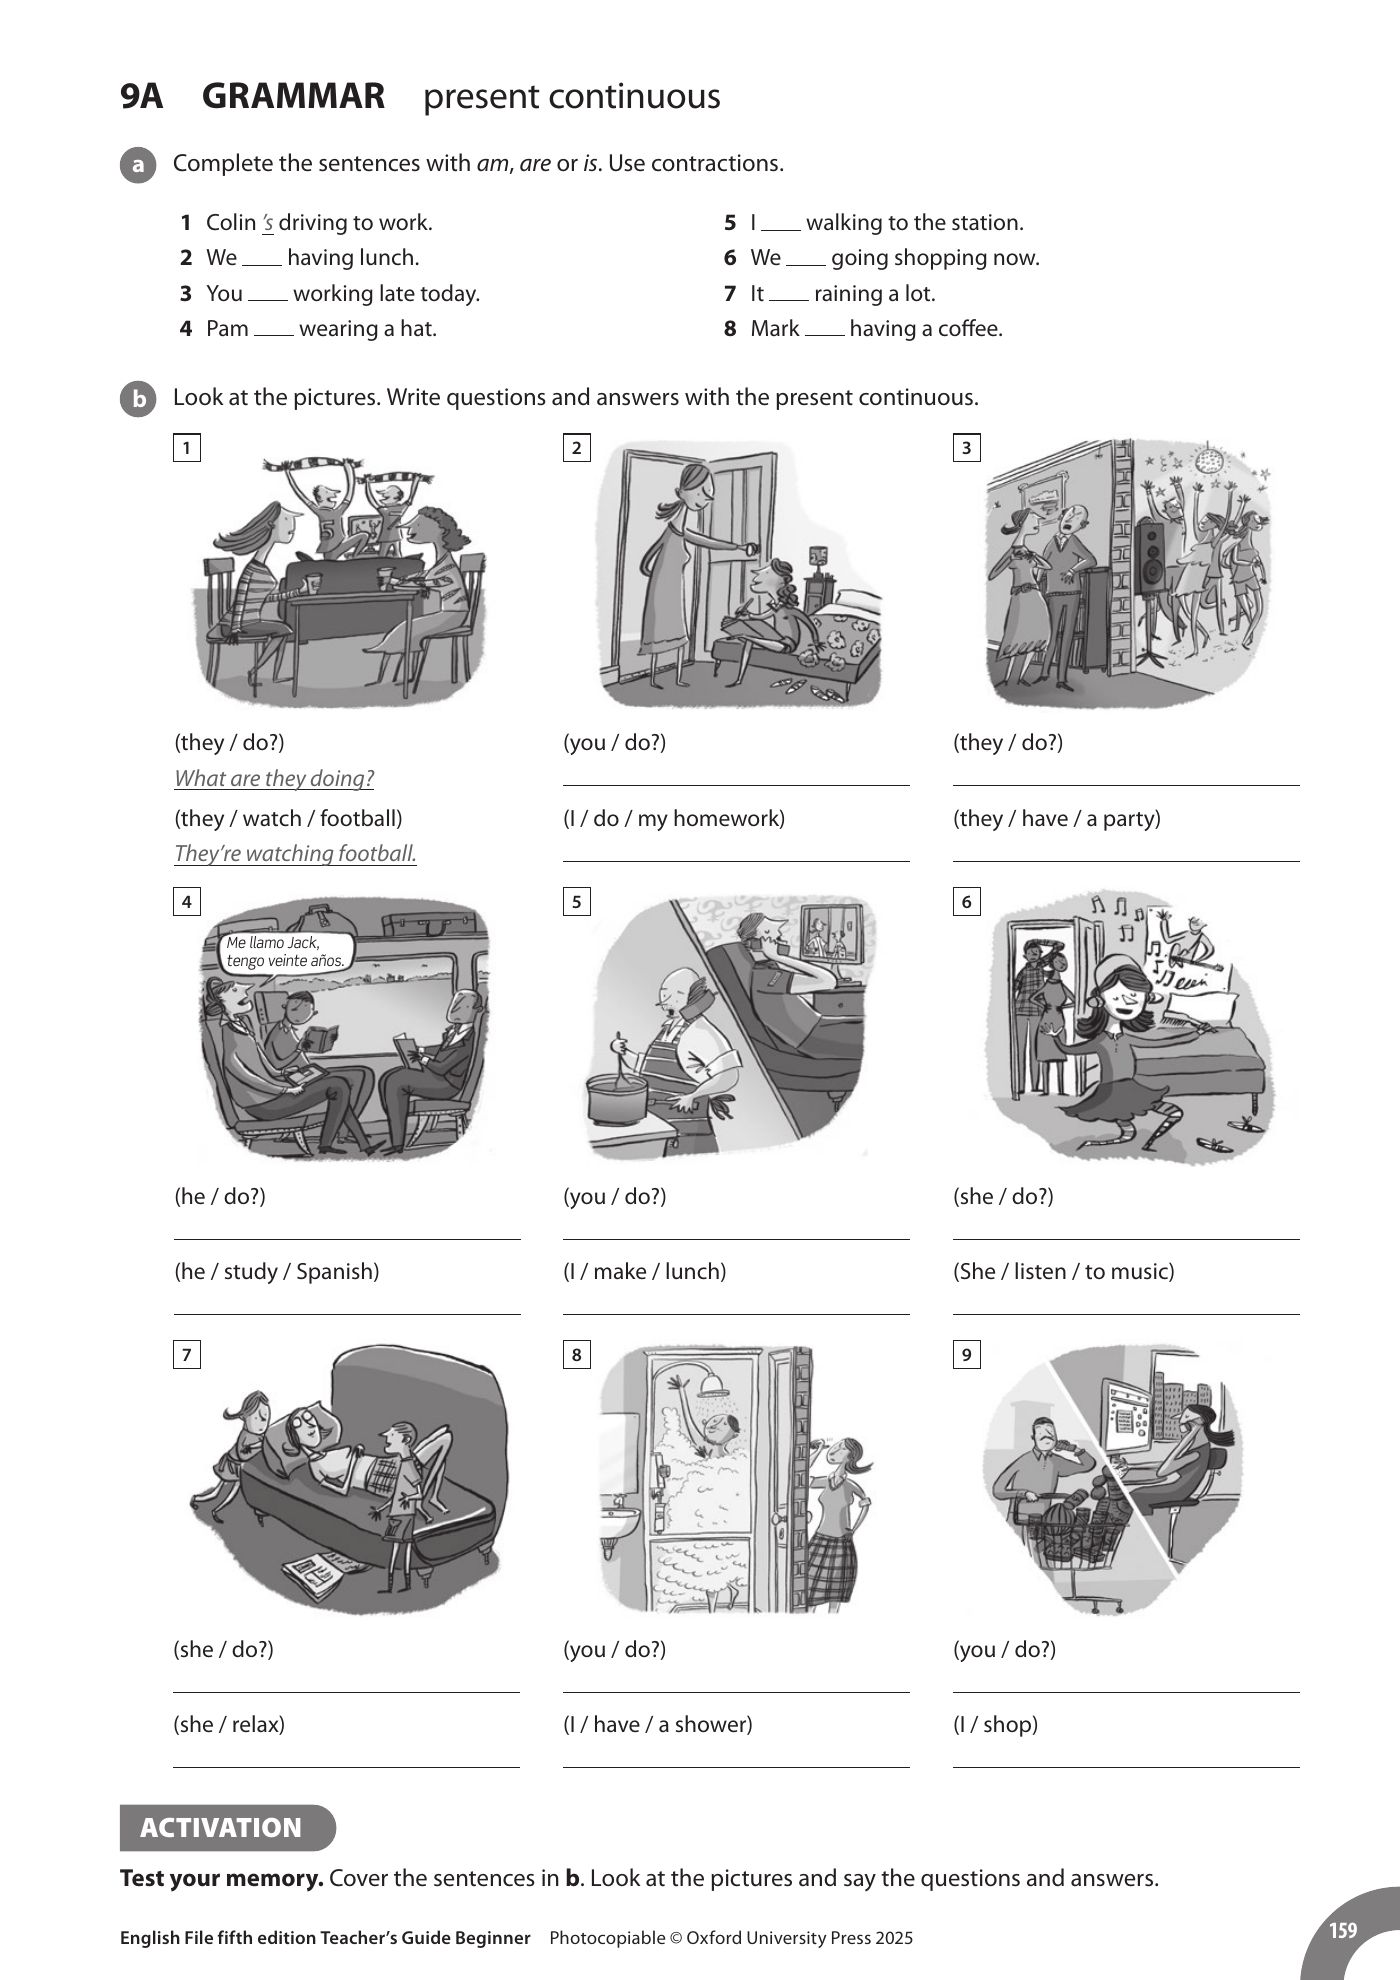 9A GRAMMAR present continuous
a Complete the sentences with am, are or is. Use contractions.
1 Colin 's driving to work.
2 We ____ having lunch.
3 You ____ working late today.
4 Pam ____ wearing a hat.
5 I ____ walking to the station.
6 We ____ going shopping now.
7 It ____ raining a lot.
8 Mark ____ having a coffee.
b Look at the pictures. Write questions and answers with the present continuous.
1
5
(they / do?)
What are they doing?
(they / watch / football)
They're watching football.
2
(you / do?)
(I / do / my homework)
3
(they / do?)
(they / have / a party)
4
Me llamo Jack,
tengo veinte años.
(he / do?)
(he / study / Spanish)
5
(you / do?)
(I / make / lunch)
6
(she / do?)
(She / listen / to music)
7
(she / do?)
(she / relax)
8
(you / do?)
(I / have / a shower)
9
(you / do?)
(I / shop)
ACTIVATION
Test your memory. Cover the sentences in b. Look at the pictures and say the questions and answers.
English File fifth edition Teacher's Guide Beginner Photocopiable © Oxford University Press 2025
159